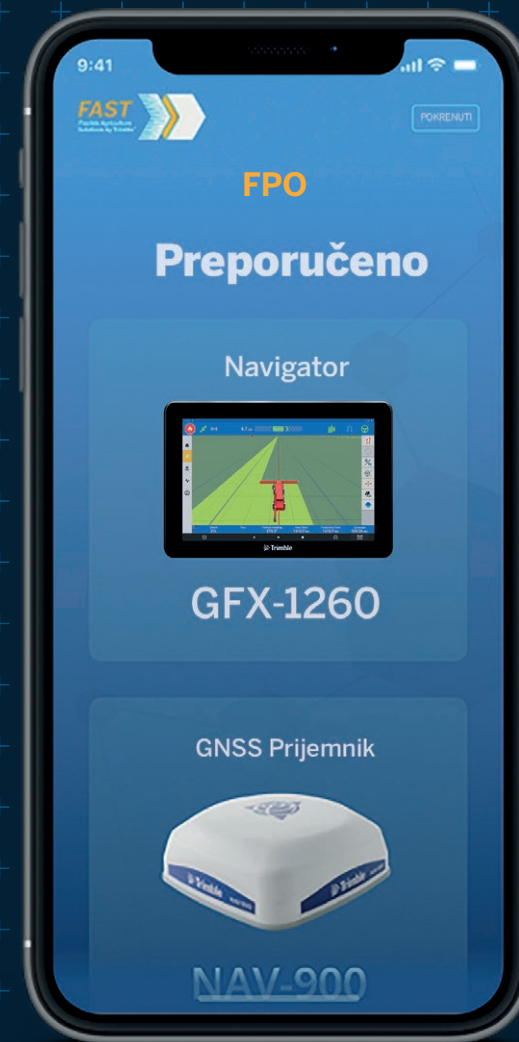 9:41
FAST
Flexible Agriculture
Solutions by Trimble
POKRENUTI
FPO
Preporučeno
Navigator
Trimble
GFX-1260
GNSS Prijemnik
Trimble
Trimble
NAV-900